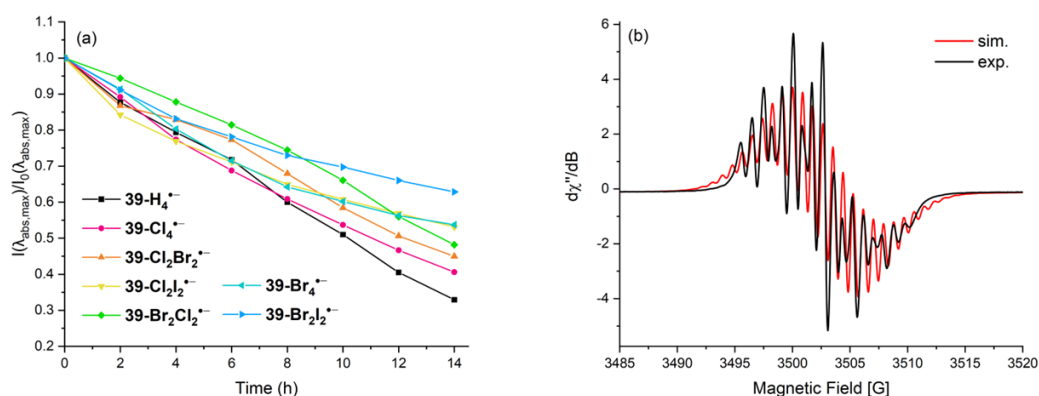 (a)
1.1
1.0
0.9
0.8
0.7
0.6
0.5
0.4
0.3
0.2
I(λabs,max)/I0(λabs,max)
39-H4•−
39-Cl4•−
39-Cl2Br2•−
39-Cl2I2•−
39-Br2Cl2•−
39-Br4•−
39-Br2I2•−
0 2 4 6 8 10 12 14
Time (h)
(b)
6
4
2
0
-2
-4
dχ''/dB
sim.
exp.
3485 3490 3495 3500 3505 3510 3515 3520
Magnetic Field [G]